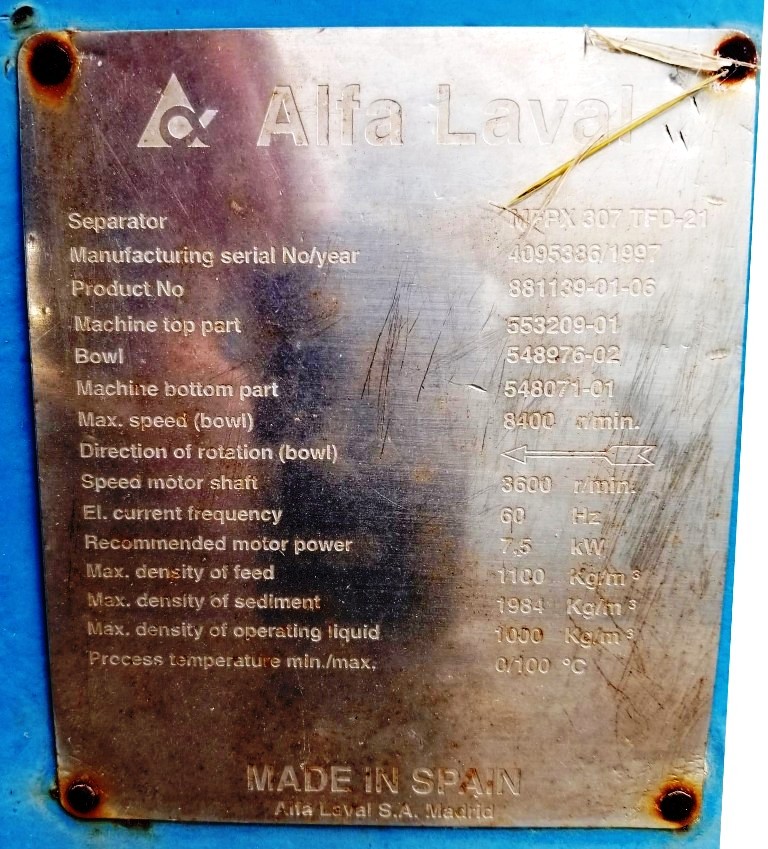 Alfa Laval
Separator MFPX 307 TFD-21
Manufacturing serial No/year 4095386/1997
Product No 881139-01-06
Machine top part 553209-01
Bowl 548976-02
Machine bottom part 548071-01
Max. speed (bowl) 8400 r/min.
Direction of rotation (bowl)
Speed motor shaft 3600 r/min.
El. current frequency 60 Hz
Recommended motor power 7.5 kW
Max. density of feed 1100 Kg/m³
Max. density of sediment 1984 Kg/m³
Max. density of operating liquid 1000 Kg/m³
Process temperature min./max. 0/100 °C
MADE IN SPAIN
Alfa Laval S.A. Madrid